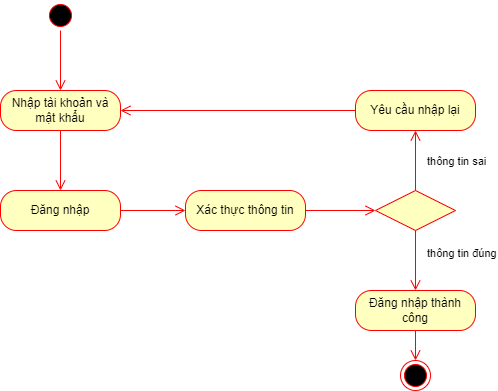 Nhập tài khoản và
mật khẩu
Yêu cầu nhập lại
thông tin sai
Đăng nhập
Xác thực thông tin
thông tin đúng
Đăng nhập thành
công